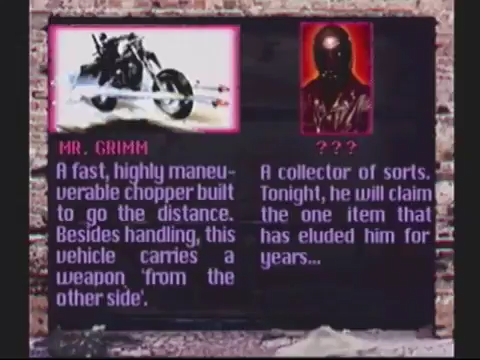 MR. GRIMM
A fast, highly maneu-
verable chopper built
to go the distance.
Besides handling, this
vehicle carries a
weapon 'from the
other side'.
???
A collector of sorts.
Tonight, he will claim
the one item that
has eluded him for
years...